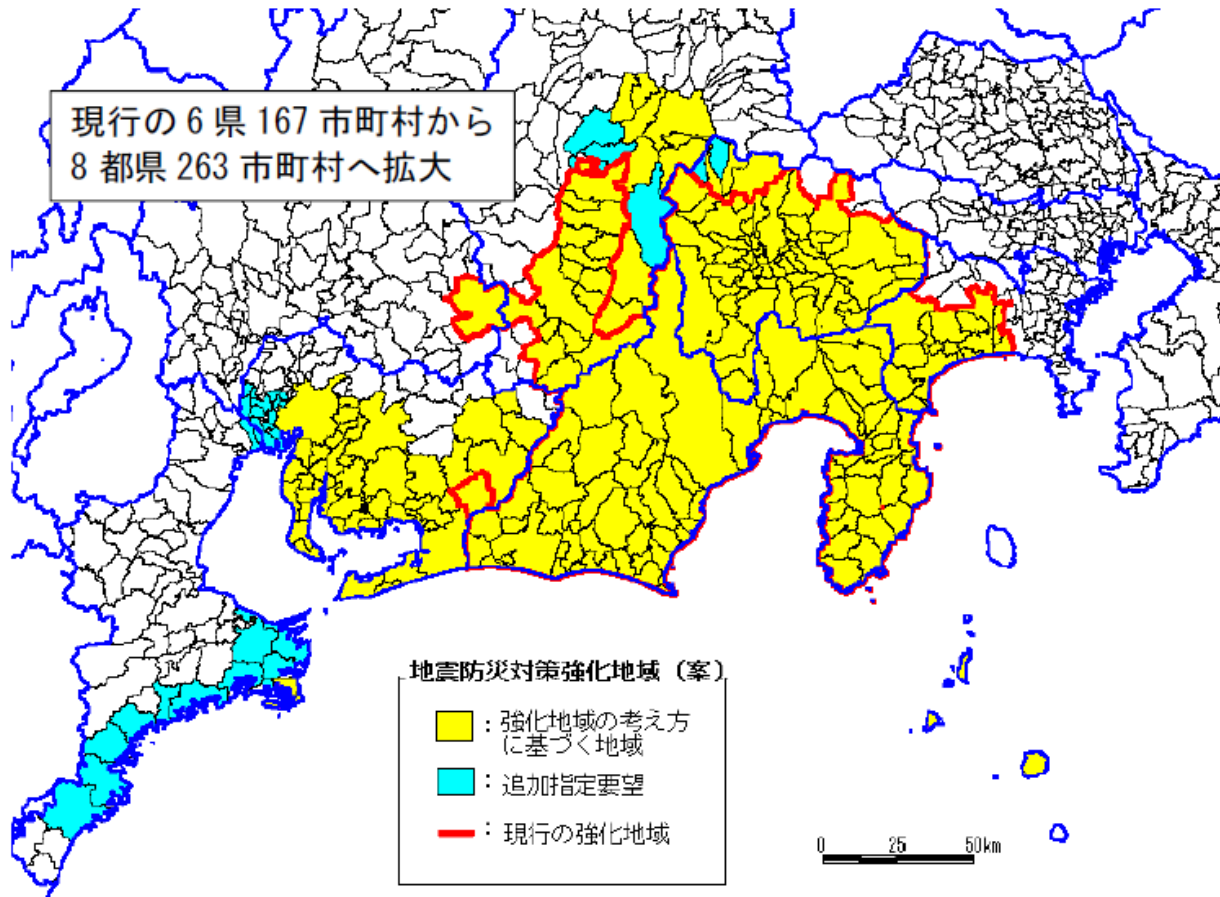 現行の 6 県 167 市町村から
8 都県 263 市町村へ拡大
地震防災対策強化地域（案）
：強化地域の考え方
に基づく地域
：追加指定要望
：現行の強化地域
0 25 50km